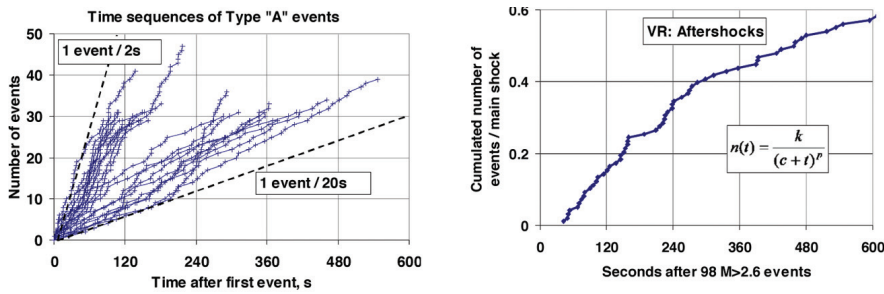 Time sequences of Type "A" events
50
40
30
20
10
0
Number of events
1 event / 2s
1 event / 20s
0 120 240 360 480 600
Time after first event, s
0.6
0.4
0.2
0
Cumulated number of
events / main shock
VR: Aftershocks
n(t) = k / (c + t)^p
0 120 240 360 480 600
Seconds after 98 M>2.6 events